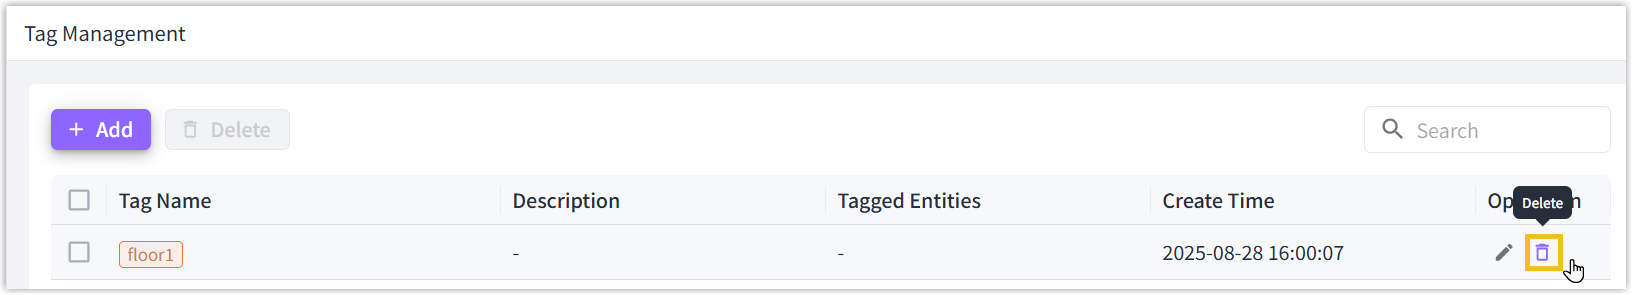 Tag Management
+ Add Delete Search
Tag Name Description Tagged Entities Create Time Op n
Delete
floor1 - - 2025-08-28 16:00:07